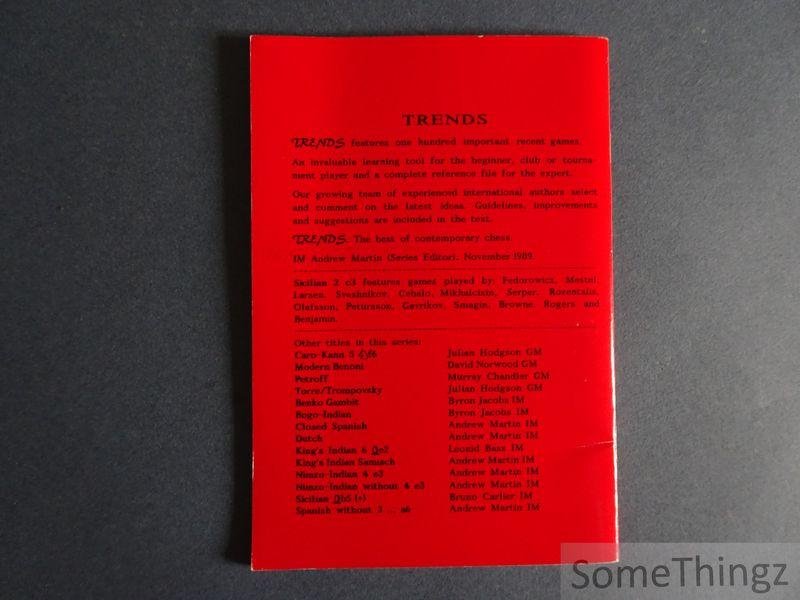 TRENDS
TRENDS features one hundred important recent games.
An invaluable learning tool for the beginner, club or tourna-
ment player and a complete reference file for the expert.
Our growing team of experienced international authors select
and comment on the latest ideas. Guidelines, improvements
and suggestions are included in the text.
TRENDS. The best of contemporary chess.
IM Andrew Martin (Series Editor), November 1989.
Sicilian 2 c3 features games played by: Fedorowicz, Mestel,
Larsen, Sveshnikov, Cebalo, Mikhalcisin, Serper, Rozentalis,
Olafsson, Petursson, Gavrikov, Smagin, Browne, Rogers and
Benjamin.
Other titles in this series:
Caro-Kann 5 ♘f6 Julian Hodgson GM
Modern Benoni David Norwood GM
Petroff Murray Chandler GM
Torre/Trompovsky Julian Hodgson GM
Benko Gambit Byron Jacobs IM
Bogo-Indian Byron Jacobs IM
Closed Spanish Andrew Martin IM
Dutch Andrew Martin IM
King's Indian 6 ♗e2 Leonid Bass IM
King's Indian Samisch Andrew Martin IM
Nimzo-Indian 4 e3 Andrew Martin IM
Nimzo-Indian without 4 e3 Andrew Martin IM
Sicilian ♗b5 (+) Bruno Carlier IM
Spanish without 3 ... a6 Andrew Martin IM
SomeThingz